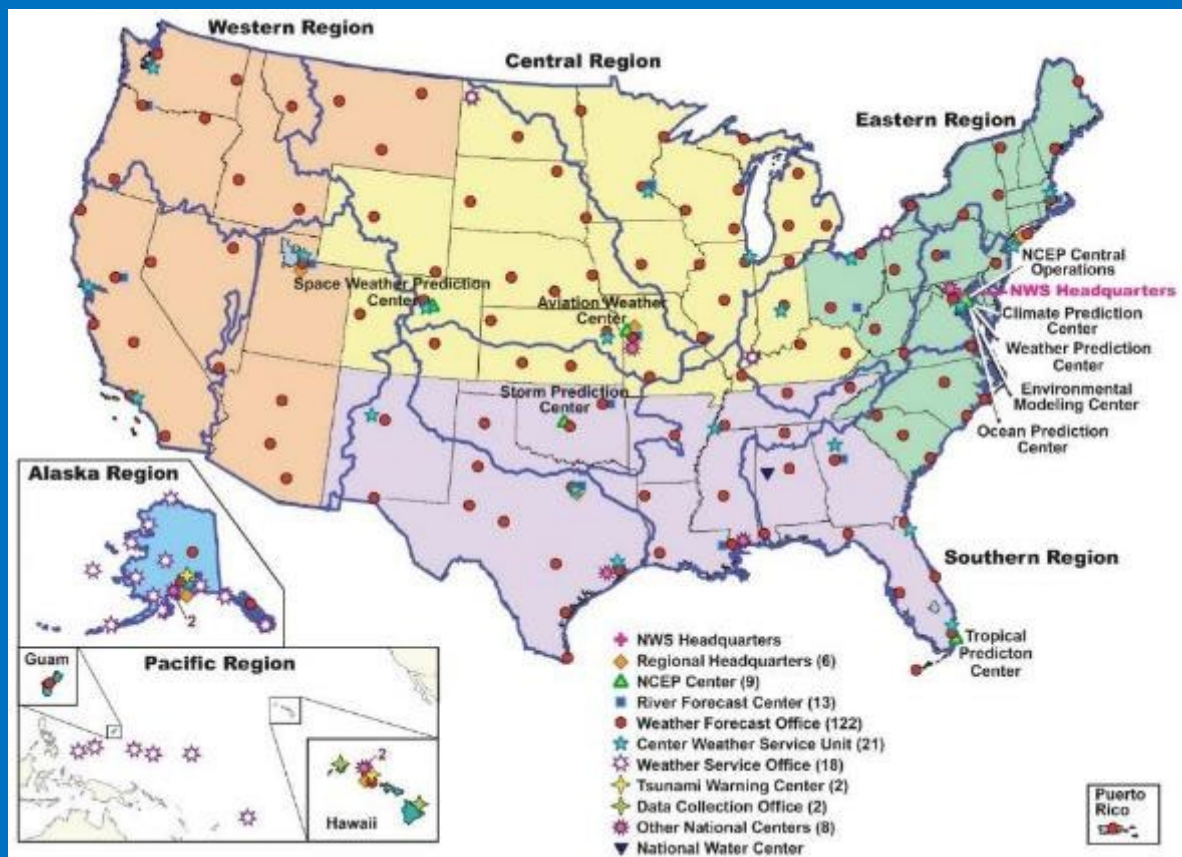 Western Region
Central Region
Eastern Region
NCEP Central
Operations
NWS Headquarters
Space Weather Prediction
Center
Aviation Weather
Center
Climate Prediction
Center
Weather Prediction
Center
Storm Prediction
Center
Environmental
Modeling Center
Ocean Prediction
Center
Alaska Region
2
Southern Region
Tropical
Predicton
Center
Guam
Pacific Region
2
Hawaii
NWS Headquarters
Regional Headquarters (6)
NCEP Center (9)
River Forecast Center (13)
Weather Forecast Office (122)
Center Weather Service Unit (21)
Weather Service Office (18)
Tsunami Warning Center (2)
Data Collection Office (2)
Other National Centers (8)
National Water Center
Puerto
Rico